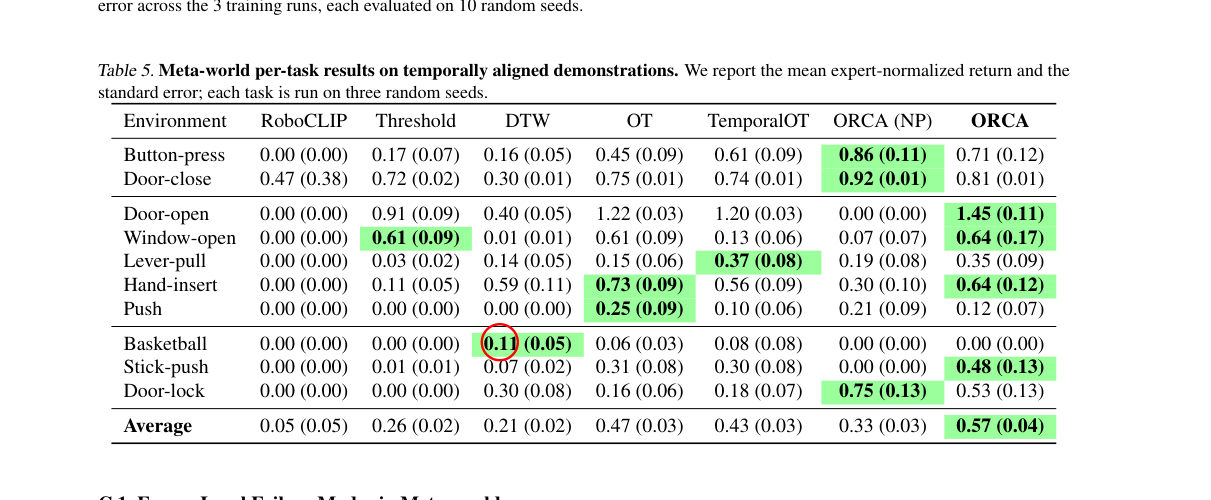 error across the 3 training runs, each evaluated on 10 random seeds.
Table 5. Meta-world per-task results on temporally aligned demonstrations. We report the mean expert-normalized return and the
standard error; each task is run on three random seeds.
Environment RoboCLIP Threshold DTW OT TemporalOT ORCA (NP) ORCA
Button-press 0.00 (0.00) 0.17 (0.07) 0.16 (0.05) 0.45 (0.09) 0.61 (0.09) 0.86 (0.11) 0.71 (0.12)
Door-close 0.47 (0.38) 0.72 (0.02) 0.30 (0.01) 0.75 (0.01) 0.74 (0.01) 0.92 (0.01) 0.81 (0.01)
Door-open 0.00 (0.00) 0.91 (0.09) 0.40 (0.05) 1.22 (0.03) 1.20 (0.03) 0.00 (0.00) 1.45 (0.11)
Window-open 0.00 (0.00) 0.61 (0.09) 0.01 (0.01) 0.61 (0.09) 0.13 (0.06) 0.07 (0.07) 0.64 (0.17)
Lever-pull 0.00 (0.00) 0.03 (0.02) 0.14 (0.05) 0.15 (0.06) 0.37 (0.08) 0.19 (0.08) 0.35 (0.09)
Hand-insert 0.00 (0.00) 0.11 (0.05) 0.59 (0.11) 0.73 (0.09) 0.56 (0.09) 0.30 (0.10) 0.64 (0.12)
Push 0.00 (0.00) 0.00 (0.00) 0.00 (0.00) 0.25 (0.09) 0.10 (0.06) 0.21 (0.09) 0.12 (0.07)
Basketball 0.00 (0.00) 0.00 (0.00) 0.11 (0.05) 0.06 (0.03) 0.08 (0.08) 0.00 (0.00) 0.00 (0.00)
Stick-push 0.00 (0.00) 0.01 (0.01) 0.07 (0.02) 0.31 (0.08) 0.30 (0.08) 0.00 (0.00) 0.48 (0.13)
Door-lock 0.00 (0.00) 0.00 (0.00) 0.30 (0.08) 0.16 (0.06) 0.18 (0.07) 0.75 (0.13) 0.53 (0.13)
Average 0.05 (0.05) 0.26 (0.02) 0.21 (0.02) 0.47 (0.03) 0.43 (0.03) 0.33 (0.03) 0.57 (0.04)